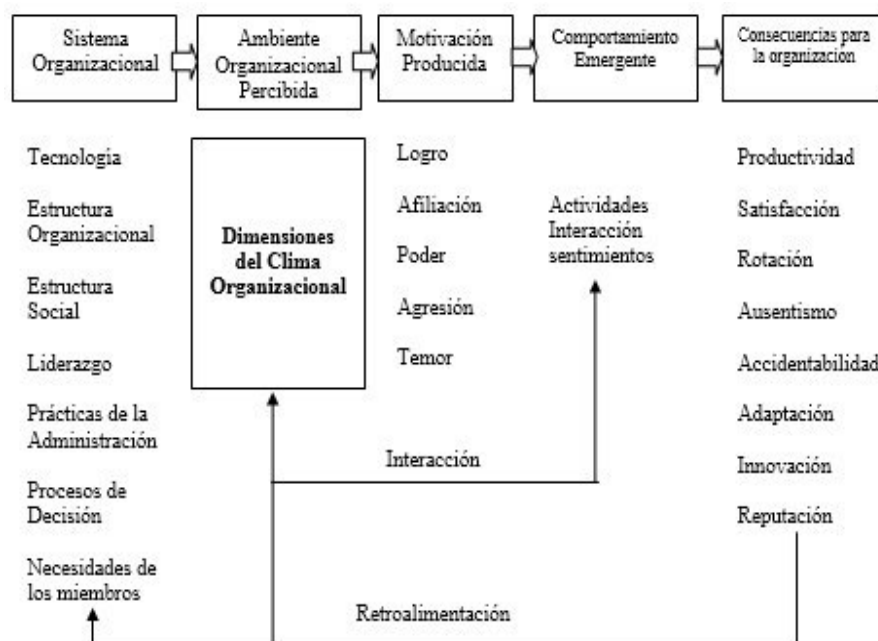 Sistema
Organizacional
Ambiente
Organizacional
Percibida
Motivación
Producida
Comportamiento
Emergente
Consecuencias para
la organización
Tecnología
Estructura
Organizacional
Estructura
Social
Liderazgo
Prácticas de la
Administración
Procesos de
Decisión
Necesidades de
los miembros
Dimensiones
del Clima
Organizacional
Logro
Afiliación
Poder
Agresión
Temor
Actividades
Interacción
sentimientos
Productividad
Satisfacción
Rotación
Ausentismo
Accidentabilidad
Adaptación
Innovación
Reputación
Interacción
Retroalimentación